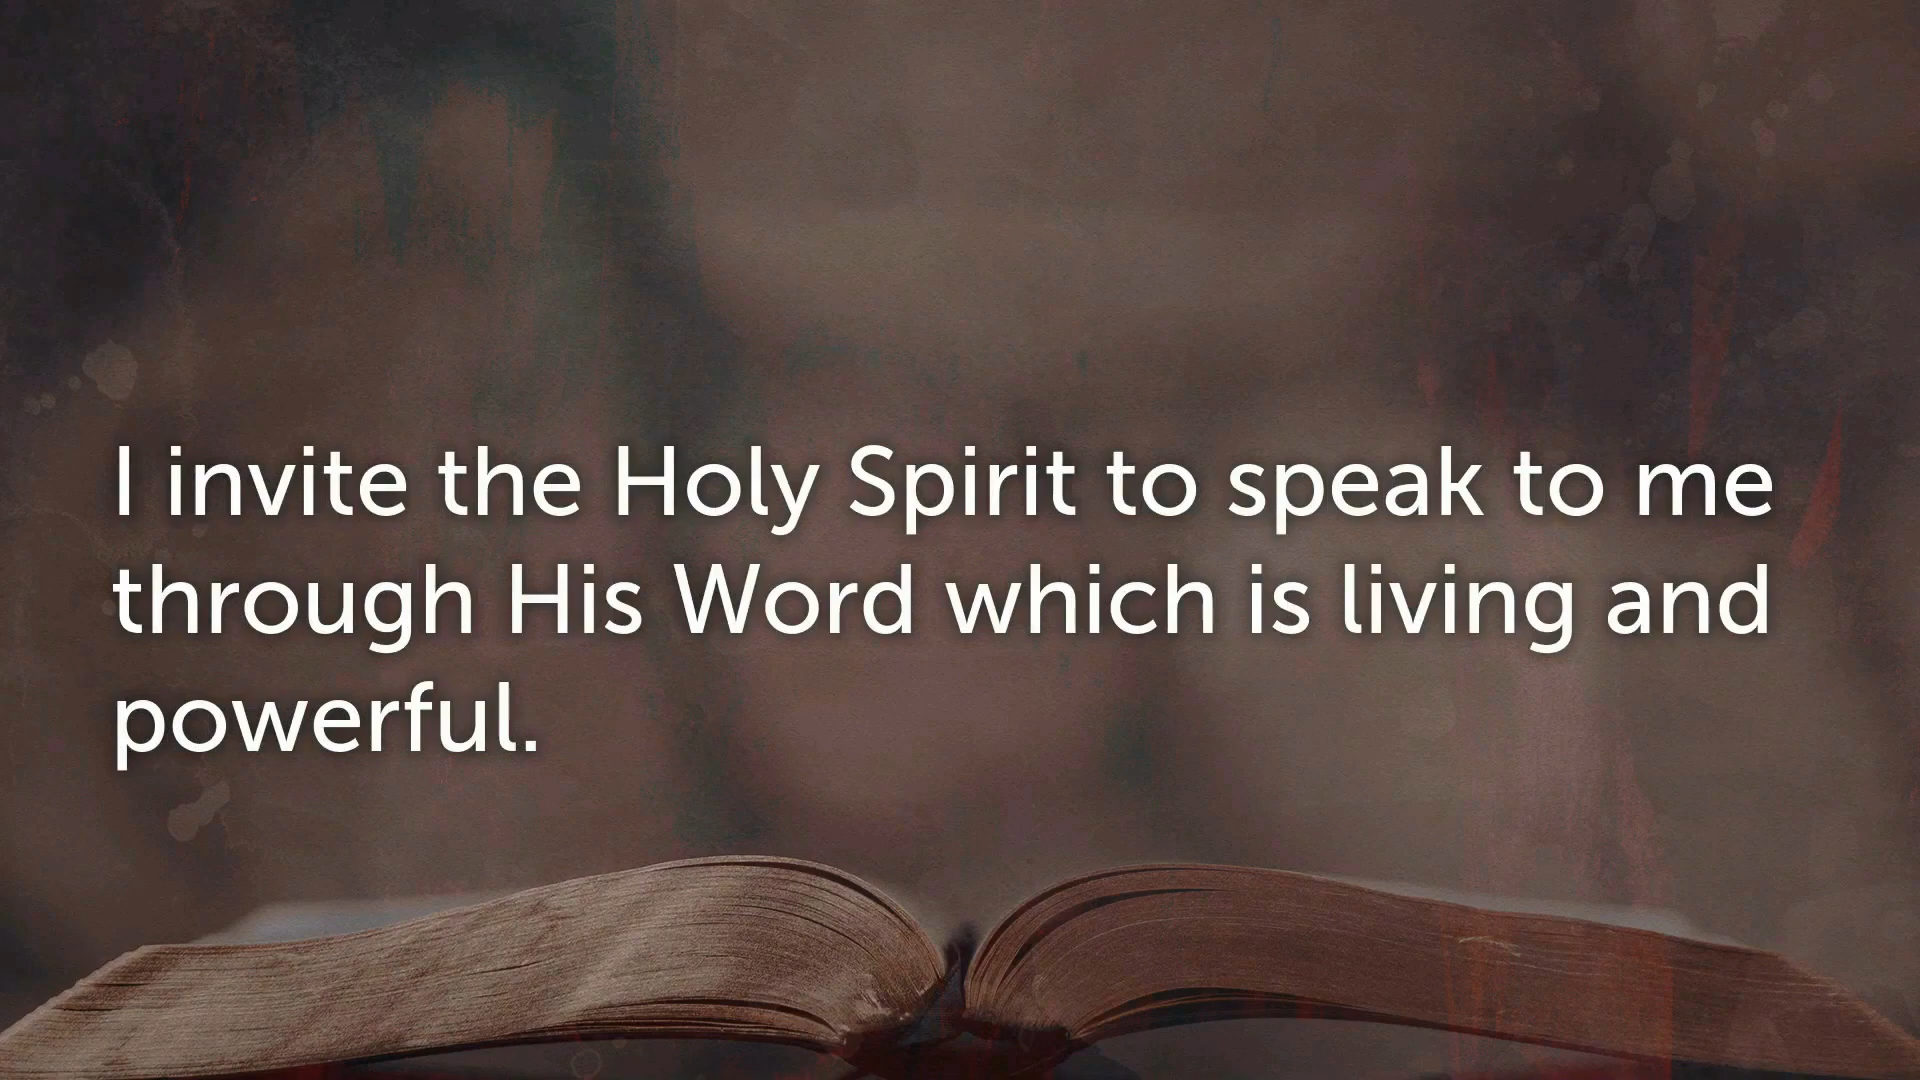 I invite the Holy Spirit to speak to me
through His Word which is living and
powerful.